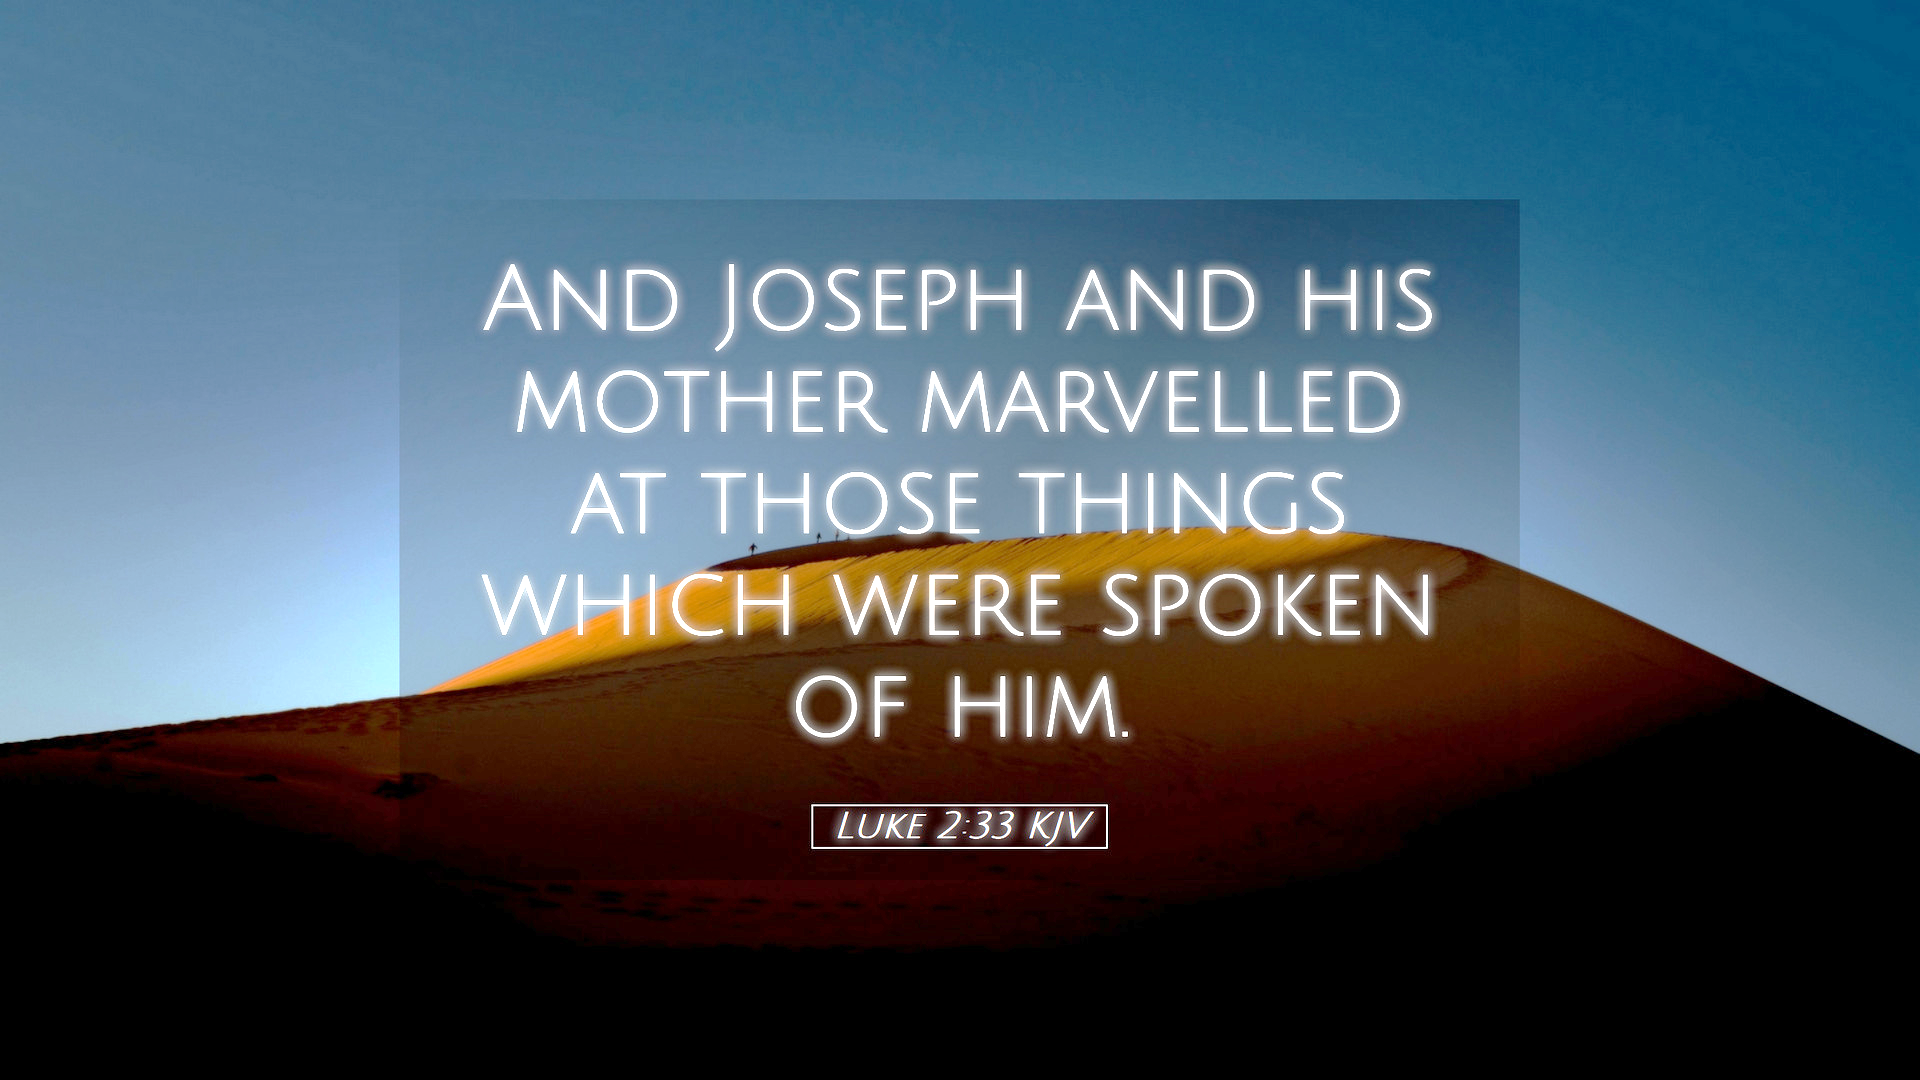 And Joseph and his
mother marvelled
at those things
which were spoken
of him.
Luke 2:33 KJV